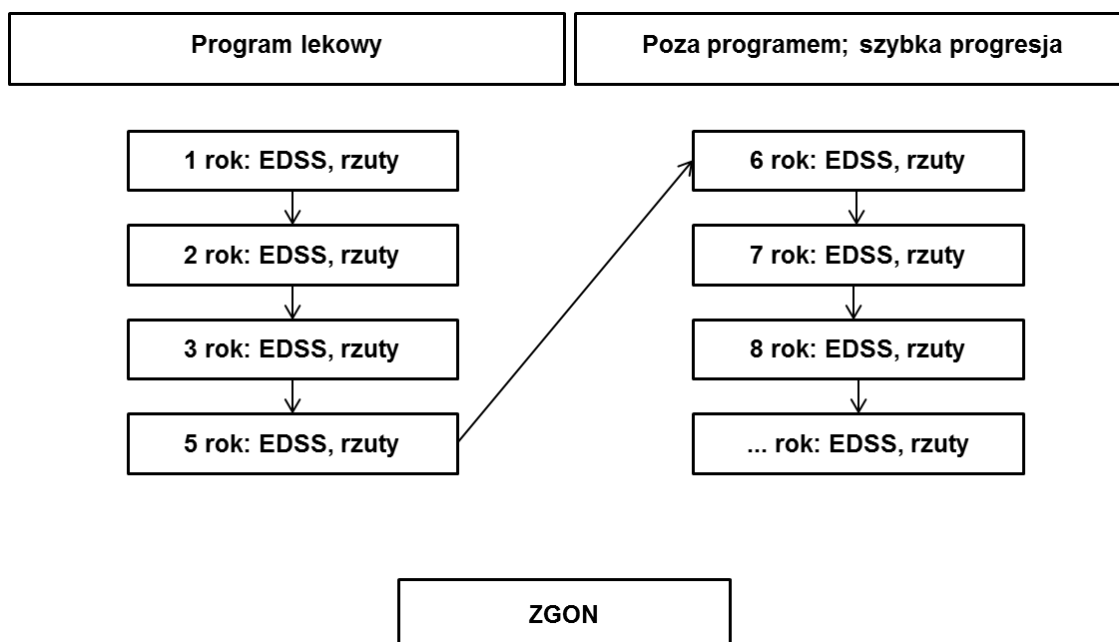 Program lekowy
Poza programem; szybka progresja
1 rok: EDSS, rzuty
2 rok: EDSS, rzuty
3 rok: EDSS, rzuty
5 rok: EDSS, rzuty
6 rok: EDSS, rzuty
7 rok: EDSS, rzuty
8 rok: EDSS, rzuty
... rok: EDSS, rzuty
ZGON